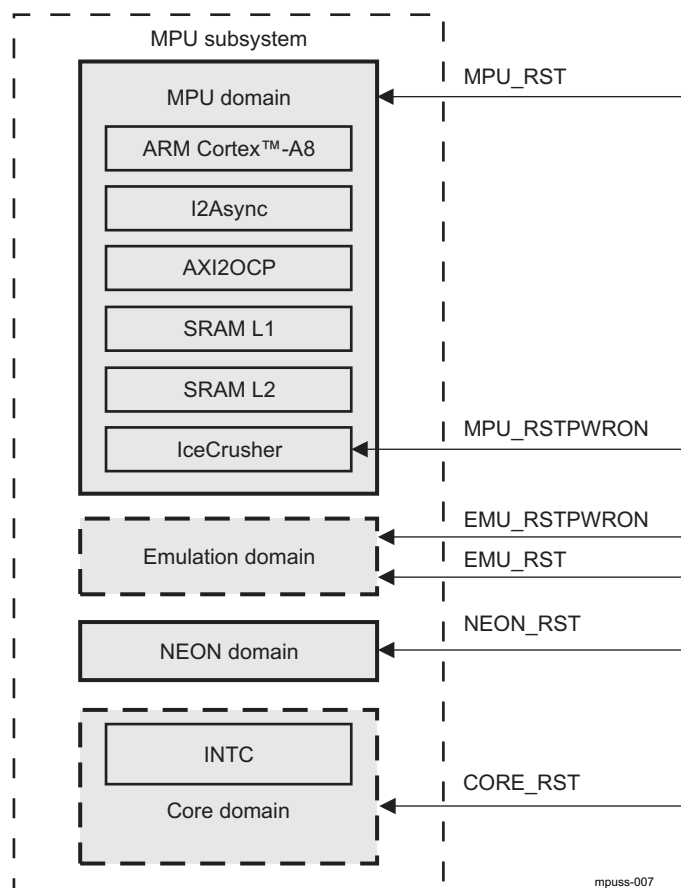 MPU subsystem
MPU domain
MPU_RST
ARM Cortex™-A8
I2Async
AXI2OCP
SRAM L1
SRAM L2
MPU_RSTPWRON
IceCrusher
EMU_RSTPWRON
Emulation domain
EMU_RST
NEON_RST
NEON domain
INTC
CORE_RST
Core domain
mpuss-007